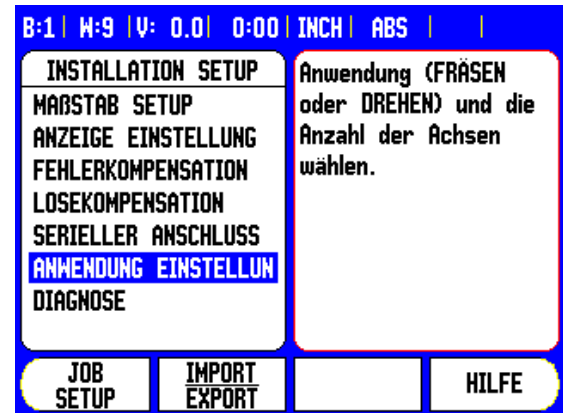 B:1 | W:9 | V: 0.0 | 0:00 | INCH | ABS | |
INSTALLATION SETUP
MAßSTAB SETUP
ANZEIGE EINSTELLUNG
FEHLERKOMPENSATION
LOSEKOMPENSATION
SERIELLER ANSCHLUSS
ANWENDUNG EINSTELLUN
DIAGNOSE
Anwendung (FRÄSEN
oder DREHEN) und die
Anzahl der Achsen
wählen.
JOB
SETUP
IMPORT
EXPORT
HILFE